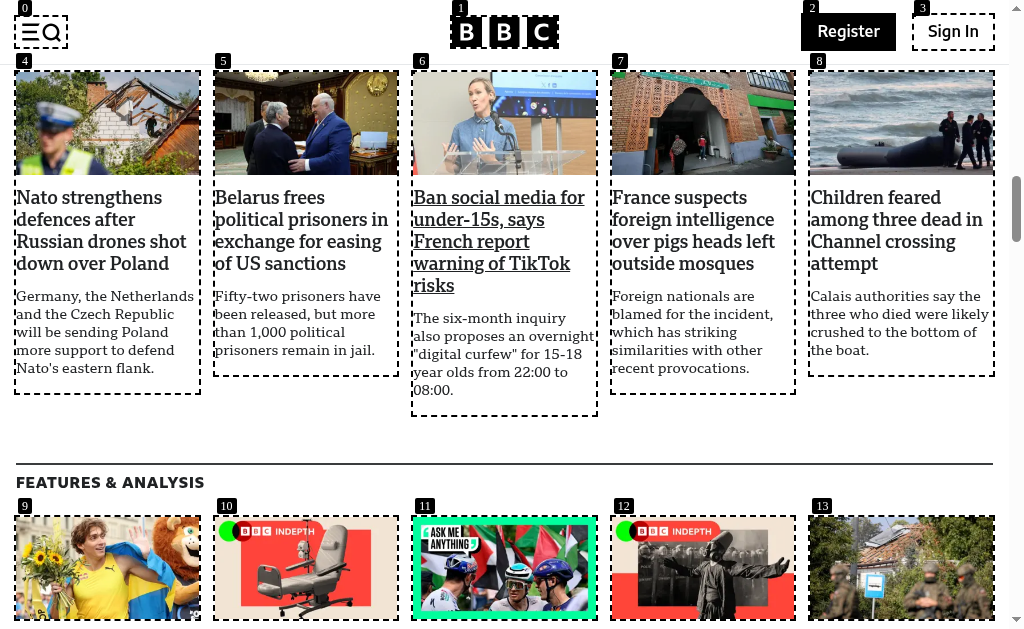 0
1
2
3
BBC
Register
Sign In
4
5
6
7
8
Nato strengthens
defences after
Russian drones shot
down over Poland
Germany, the Netherlands
and the Czech Republic
will be sending Poland
more support to defend
Nato's eastern flank.
Belarus frees
political prisoners in
exchange for easing
of US sanctions
Fifty-two prisoners have
been released, but more
than 1,000 political
prisoners remain in jail.
Ban social media for
under-15s, says
French report
warning of TikTok
risks
The six-month inquiry
also proposes an overnight
"digital curfew" for 15-18
year olds from 22:00 to
08:00.
France suspects
foreign intelligence
over pigs heads left
outside mosques
Foreign nationals are
blamed for the incident,
which has striking
similarities with other
recent provocations.
Children feared
among three dead in
Channel crossing
attempt
Calais authorities say the
three who died were likely
crushed to the bottom of
the boat.
FEATURES & ANALYSIS
9
10
11
12
13
BBC INDEPTH
ASK ME
ANYTHING
BBC INDEPTH